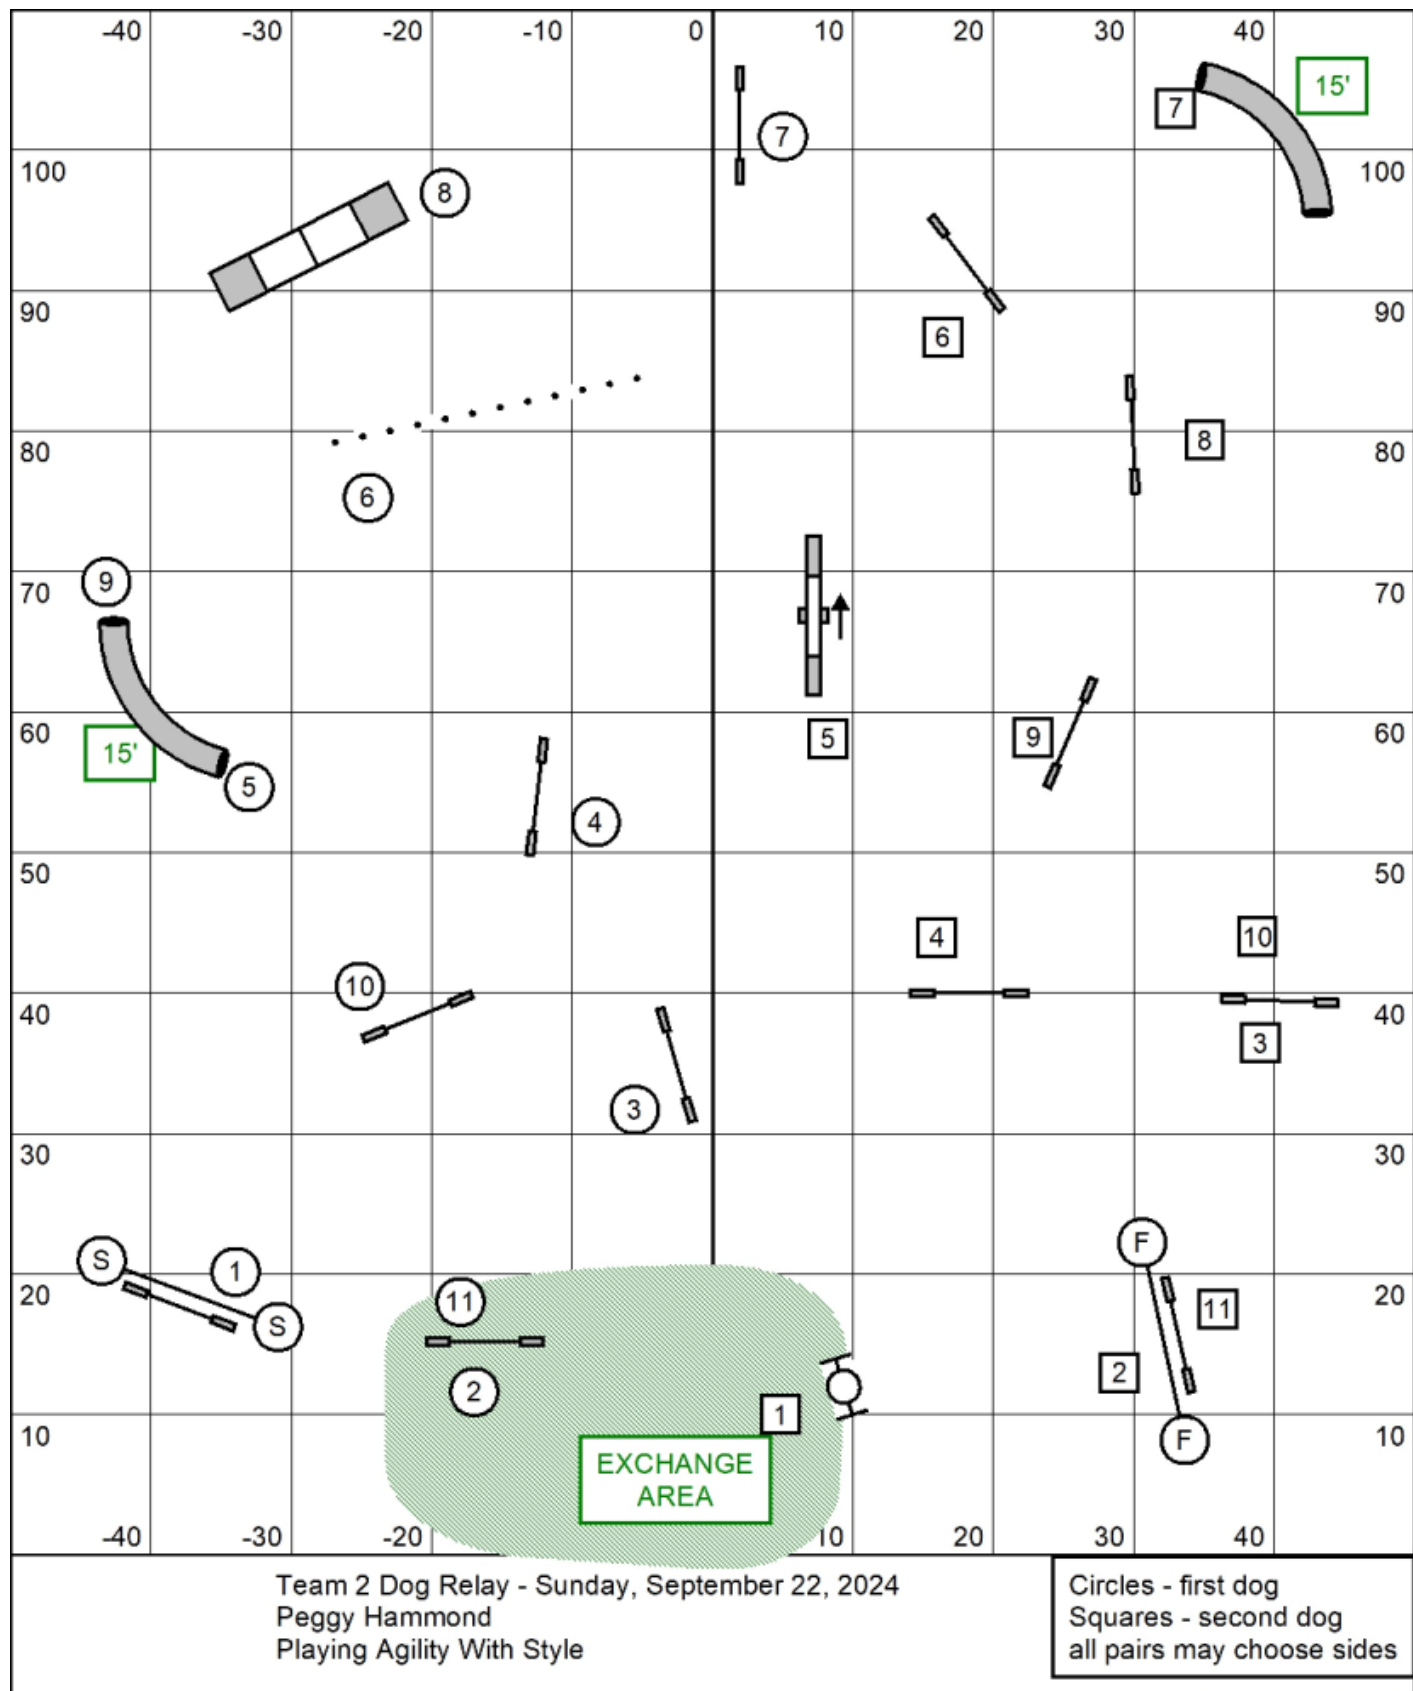 -40 -30 -20 -10 0 10 20 30 40
15'
7
7
100 100
8
6
90 90
8
80 80
6
9
70 70
5
9
60 60
15'
5
4
50 50
4
10
10
40 40
3
3
30 30
S
1
F
20 20
11
11
S
2
2
1
10 10
F
EXCHANGE
AREA
-40 -30 -20 10 20 30 40
Team 2 Dog Relay - Sunday, September 22, 2024
Peggy Hammond
Playing Agility With Style
Circles - first dog
Squares - second dog
all pairs may choose sides